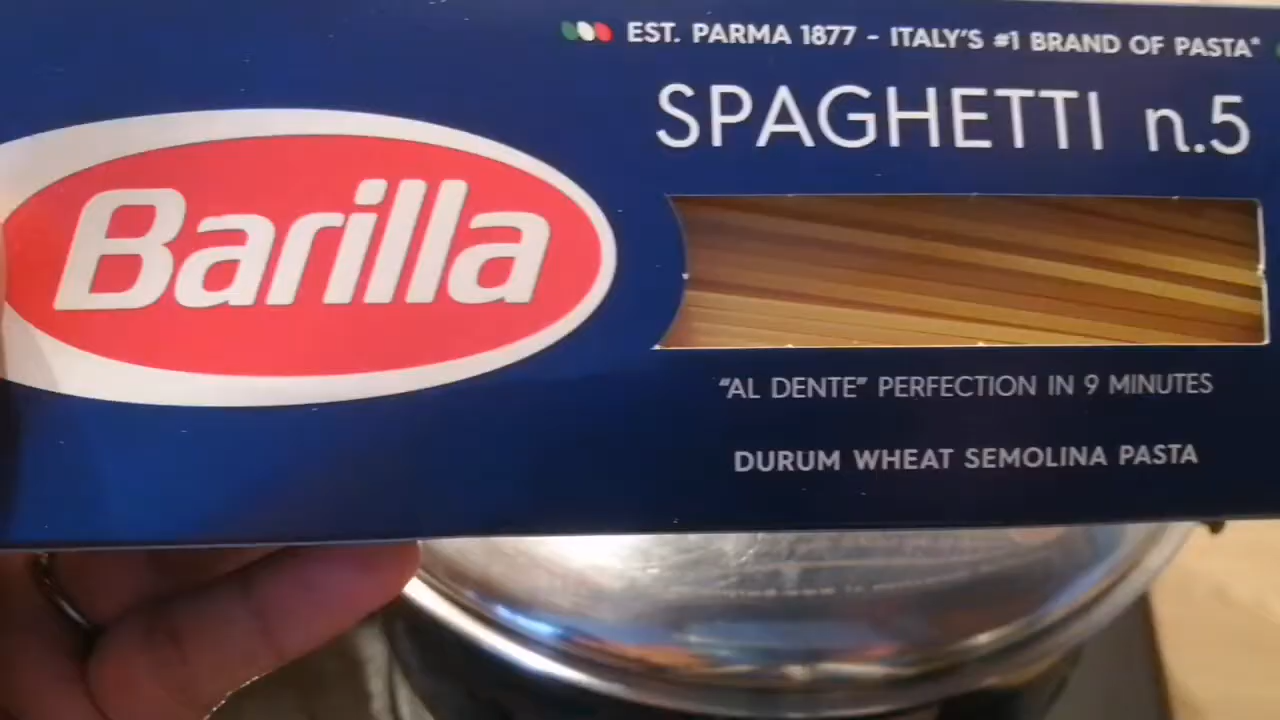 EST. PARMA 1877 - ITALY'S #1 BRAND OF PASTA*
SPAGHETTI n.5
Barilla
"AL DENTE" PERFECTION IN 9 MINUTES
DURUM WHEAT SEMOLINA PASTA